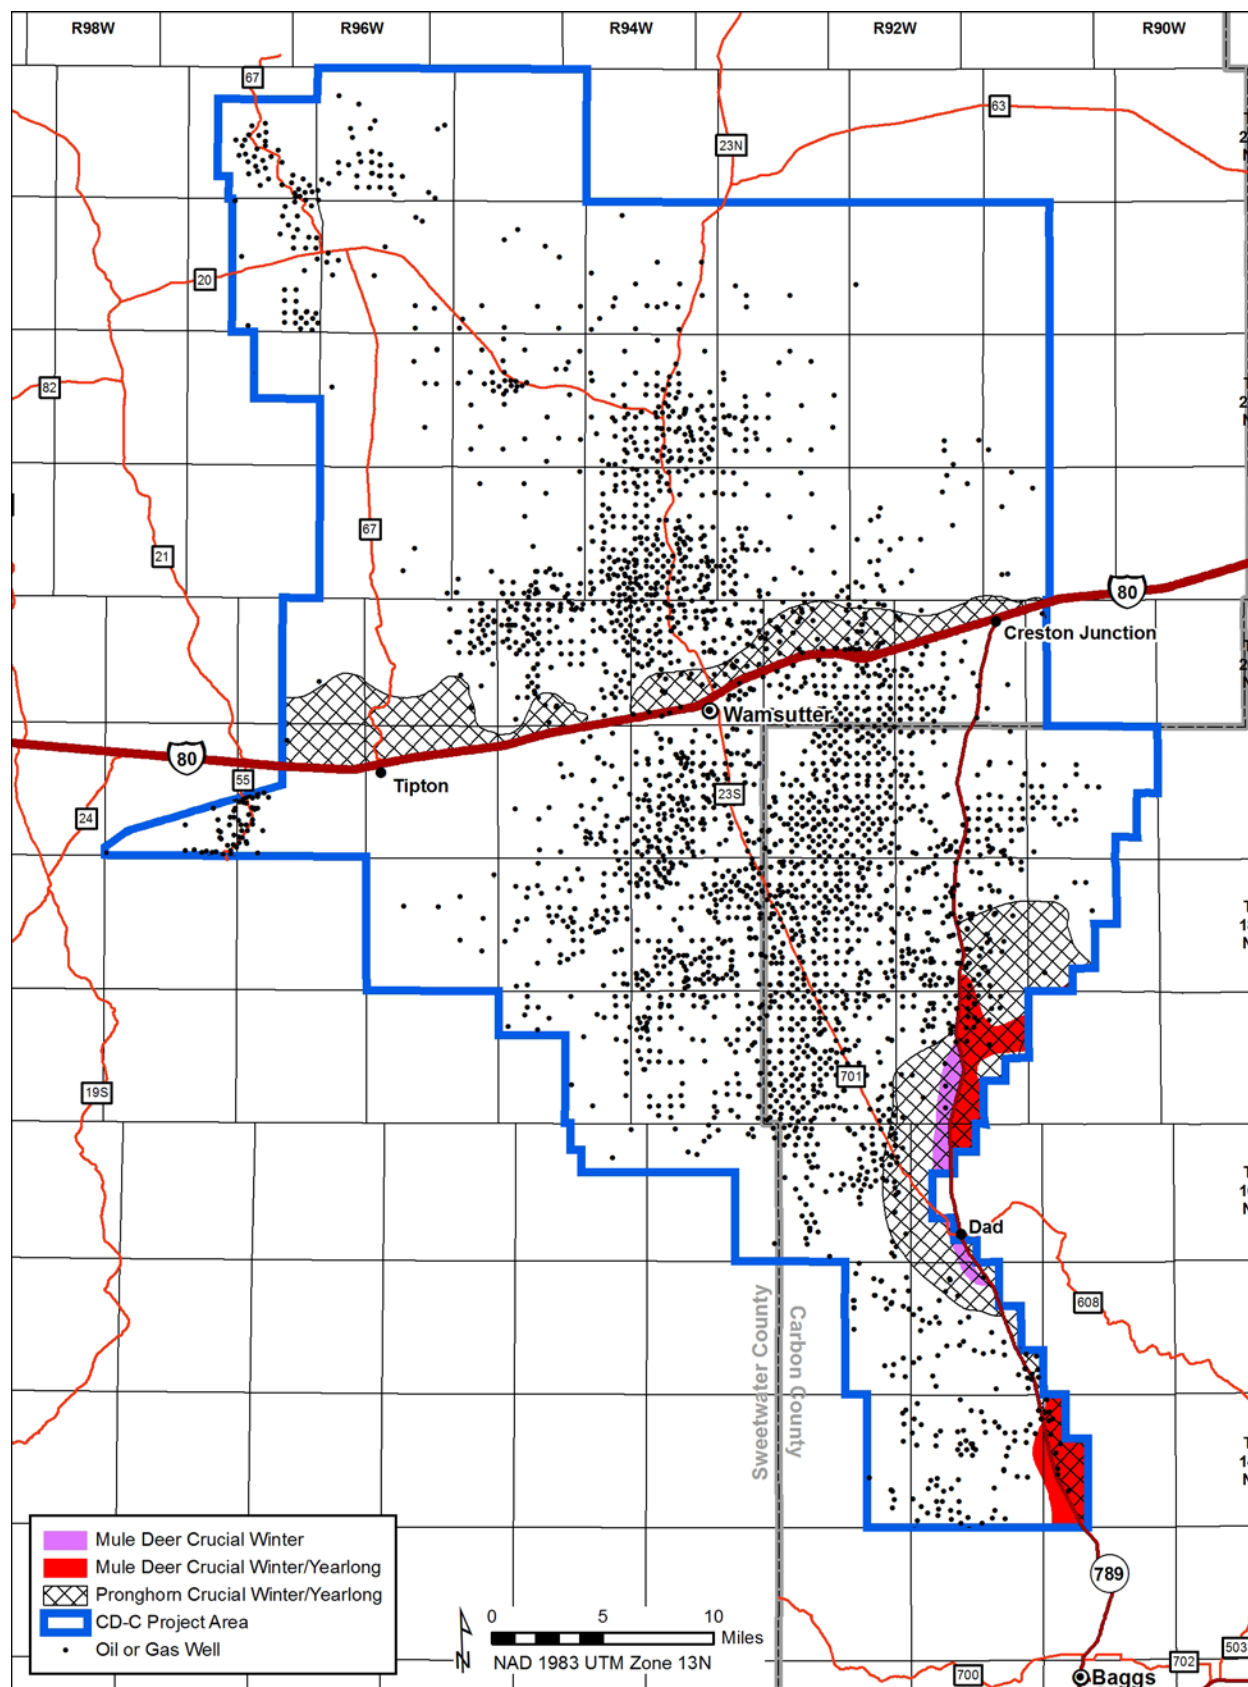 R98W R96W R94W R92W R90W
67
63
23N
20
82
67
21
80
Creston Junction
Wamsutter
80
Tipton
55
23S
24
701
19S
Dad
608
Sweetwater County
Carbon County
Mule Deer Crucial Winter
Mule Deer Crucial Winter/Yearlong
Pronghorn Crucial Winter/Yearlong
CD-C Project Area
Oil or Gas Well
0 5 10
Miles
N
NAD 1983 UTM Zone 13N
789
503
702
700
Baggs